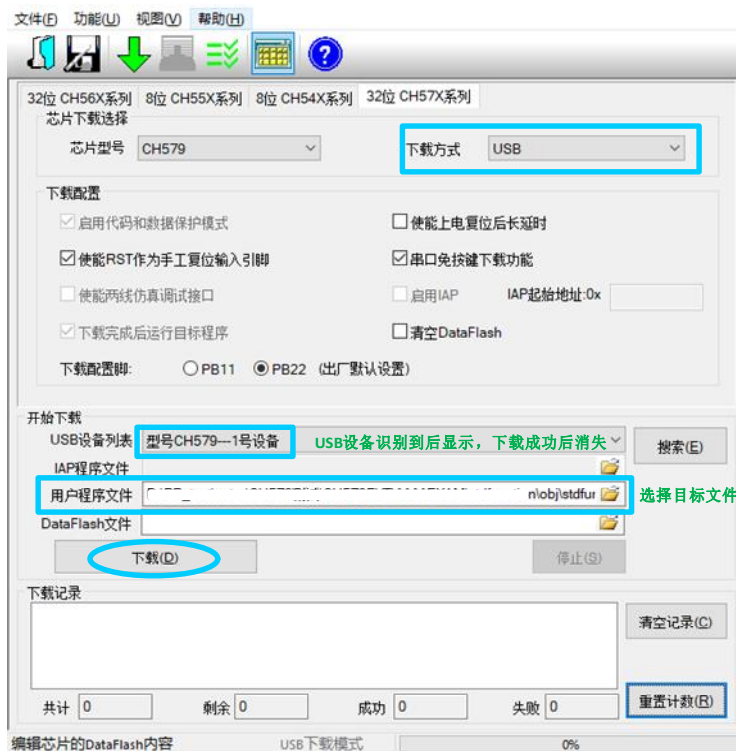 文件(F) 功能(U) 视图(V) 帮助(H)
32位 CH56X系列 8位 CH55X系列 8位 CH54X系列 32位 CH57X系列
芯片下载选择
芯片型号 CH579 下载方式 USB
下载配置
启用代码和数据保护模式 使能上电复位后长延时
使能RST作为手工复位输入引脚 串口免按键下载功能
使能两线仿真调试接口 启用IAP IAP起始地址:0x
下载完成后运行目标程序 清空DataFlash
下载配置脚: PB11 PB22 (出厂默认设置)
开始下载
USB设备列表 型号CH579---1号设备 USB设备识别到后显示，下载成功后消失 搜索(E)
IAP程序文件
用户程序文件 n\obj\stdfur 选择目标文件
DataFlash文件
下载(D) 停止(S)
下载记录
清空记录(C)
共计 0 剩余 0 成功 0 失败 0 重置计数(R)
编辑芯片的DataFlash内容 USB下载模式 0%